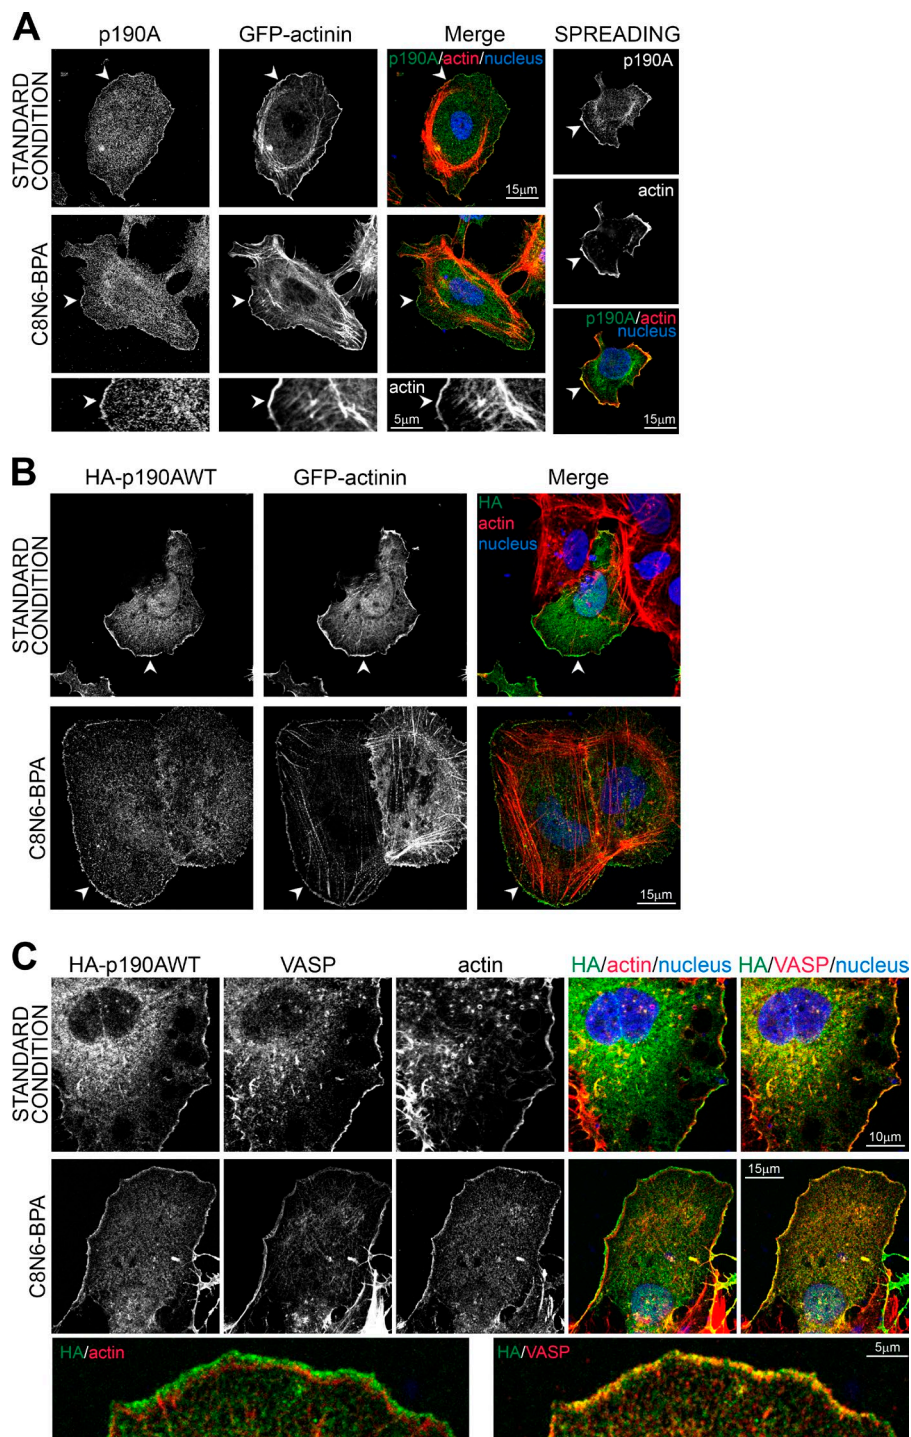 A
p190A
GFP-actinin
Merge
SPREADING
STANDARD
CONDITION
p190A/actin/nucleus
15µm
p190A
actin
C8N6-BPA
p190A/actin
nucleus
15µm
actin
5µm
B
HA-p190AWT
GFP-actinin
Merge
STANDARD
CONDITION
HA
actin
nucleus
C8N6-BPA
15µm
C
HA-p190AWT
VASP
actin
HA/actin/nucleus
HA/VASP/nucleus
STANDARD
CONDITION
10µm
C8N6-BPA
15µm
HA/actin
HA/VASP
5µm